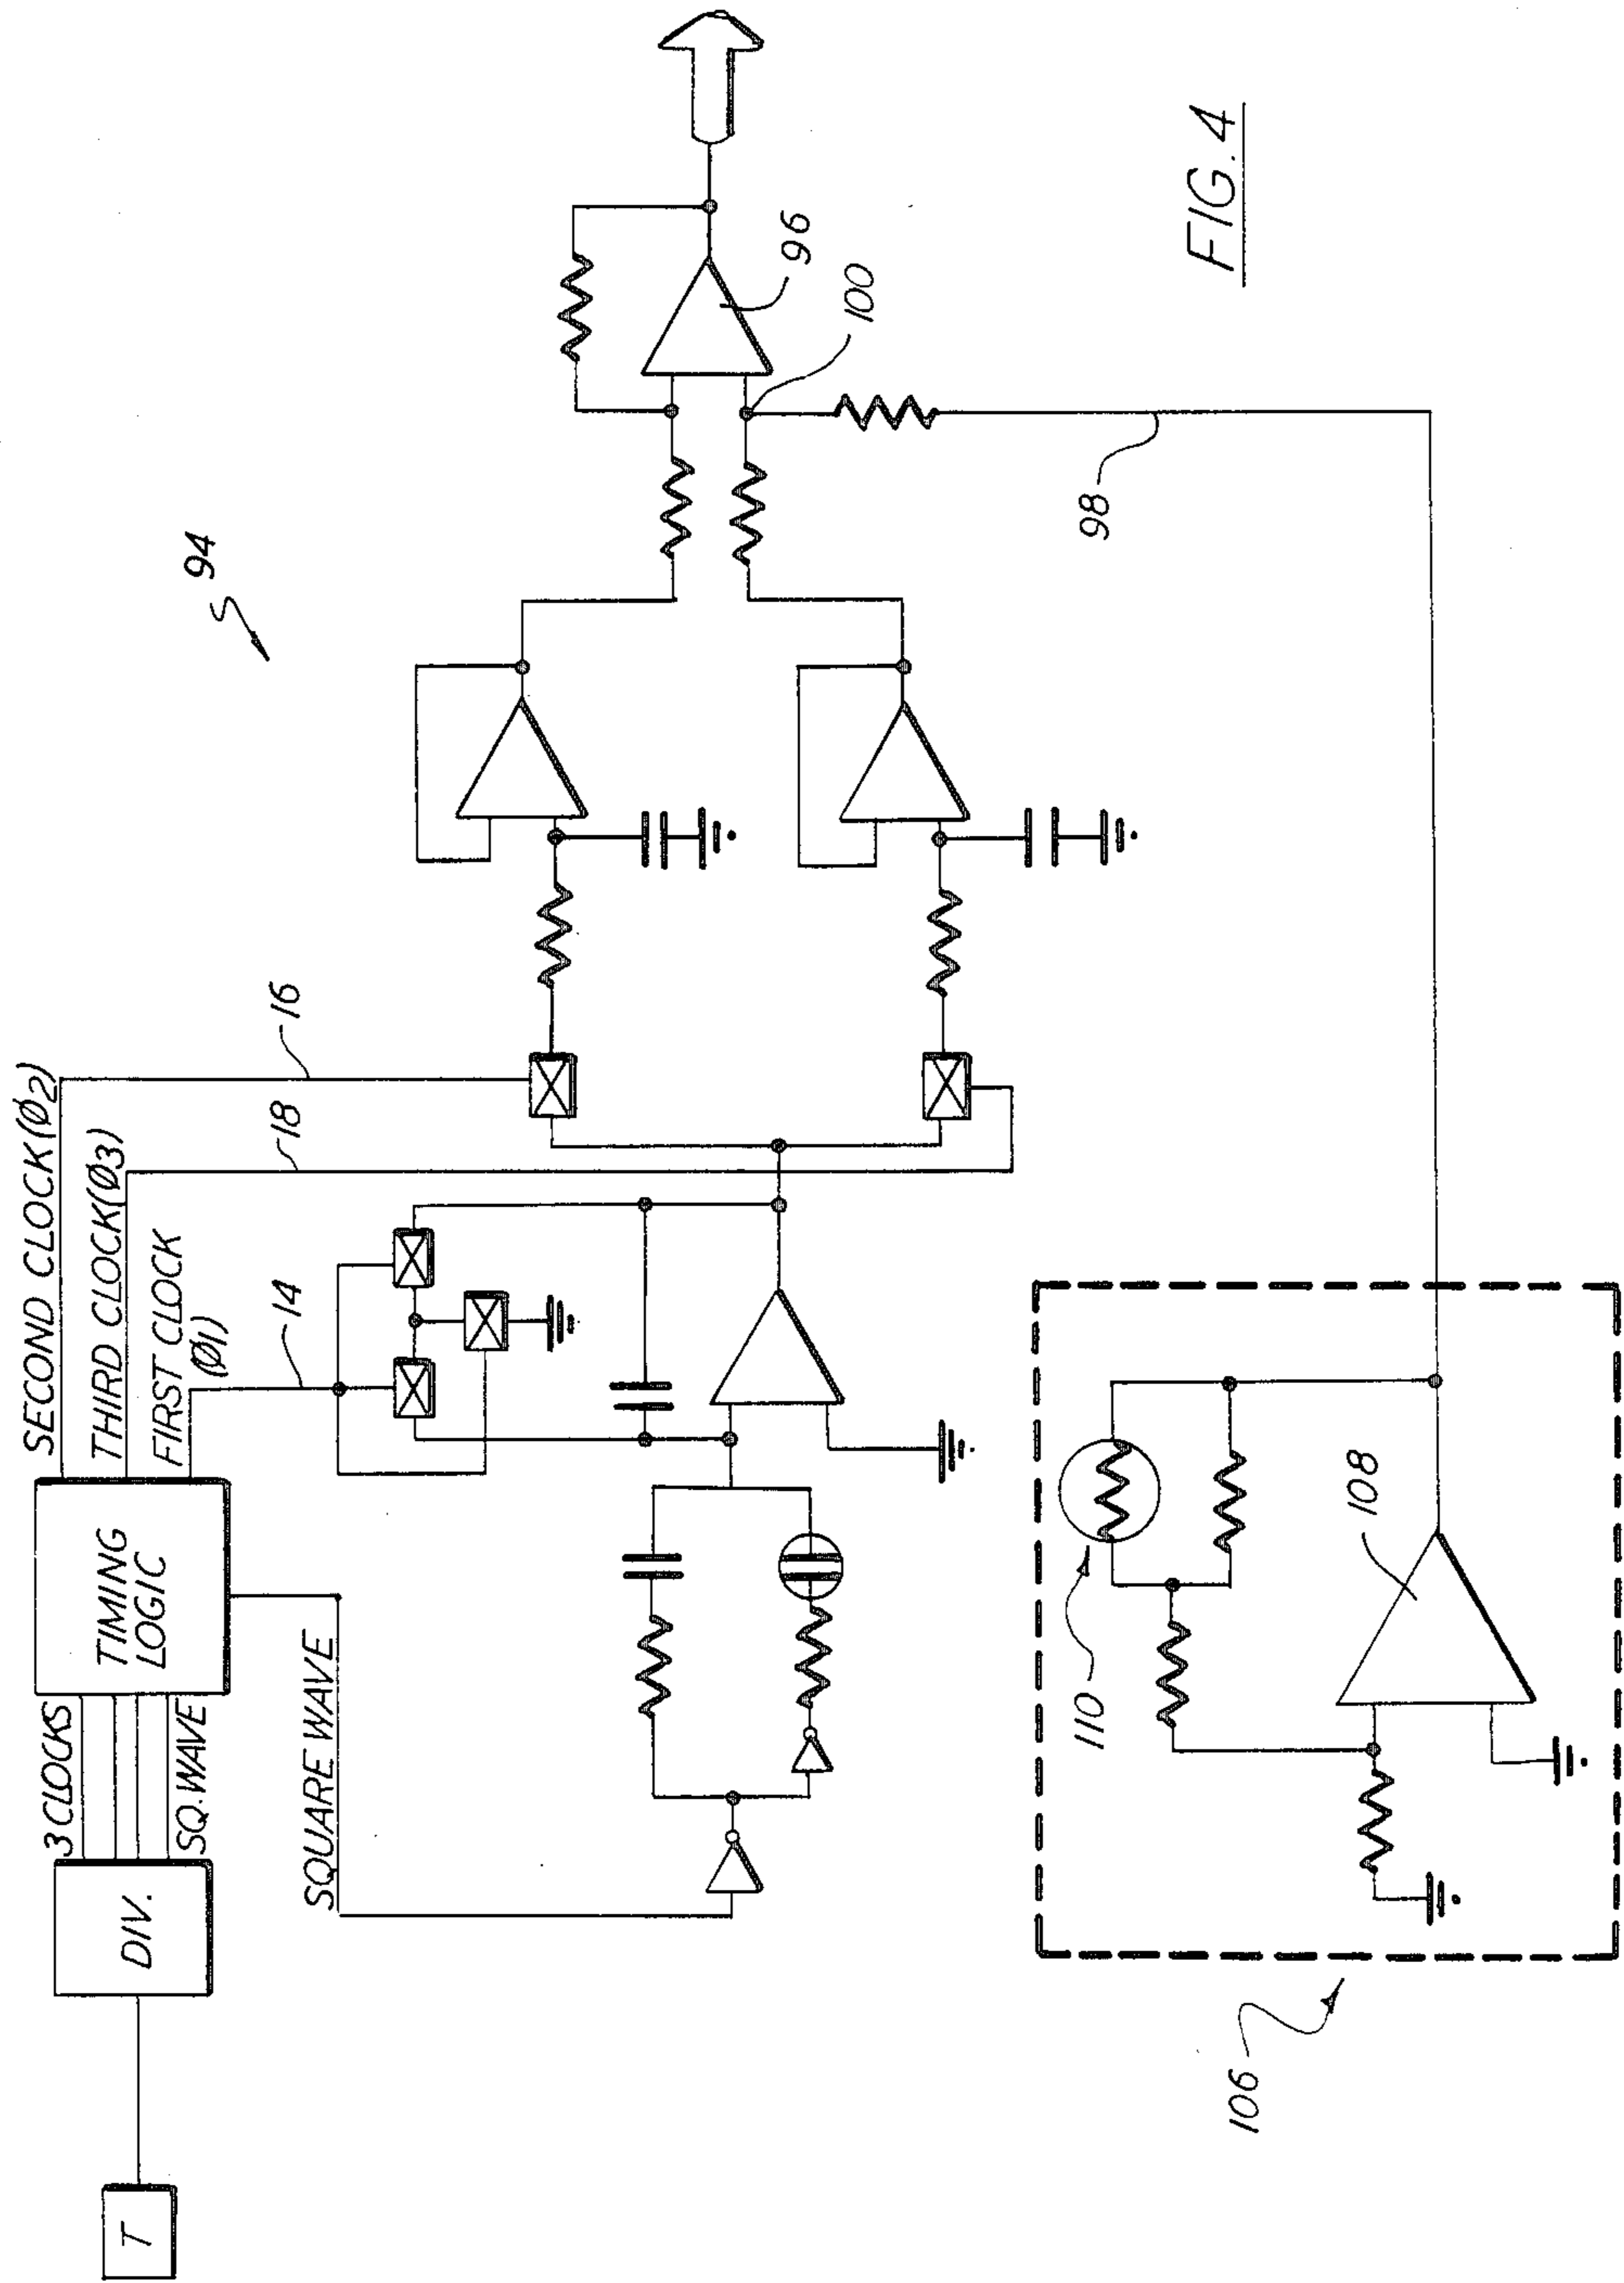 T
DIV.
3 CLOCKS
SQ. WAVE
TIMING
LOGIC
SECOND CLOCK (Ø2)
THIRD CLOCK (Ø3)
FIRST CLOCK
(Ø1)
SQUARE WAVE
14
16
18
94
96
100
98
106
108
110
FIG. 4